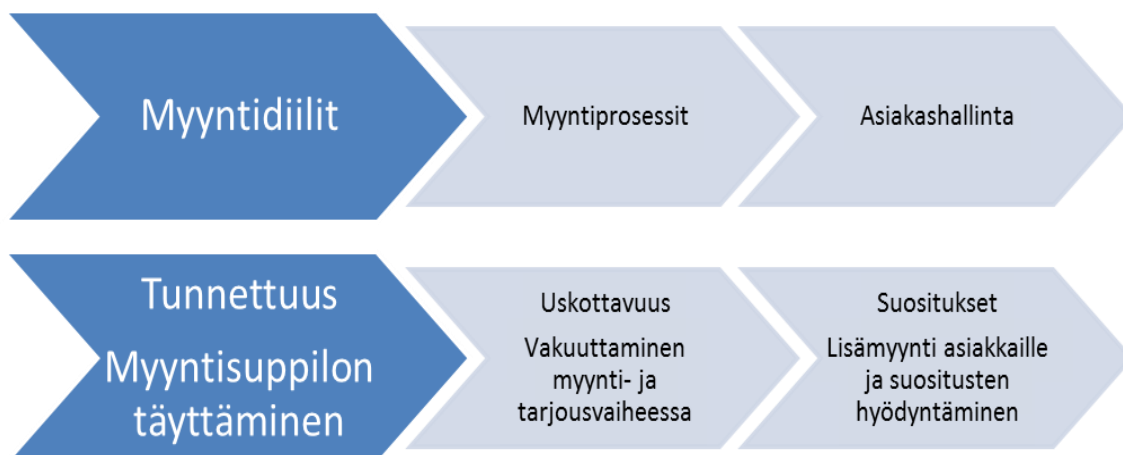 Myyntidiilit
Myyntiprosessit
Asiakashallinta
Tunnettuus
Myyntisuppilon
täyttäminen
Uskottavuus
Vakuuttaminen
myynti- ja
tarjousvaiheessa
Suositukset
Lisämyynti asiakkaille
ja suositusten
hyödyntäminen